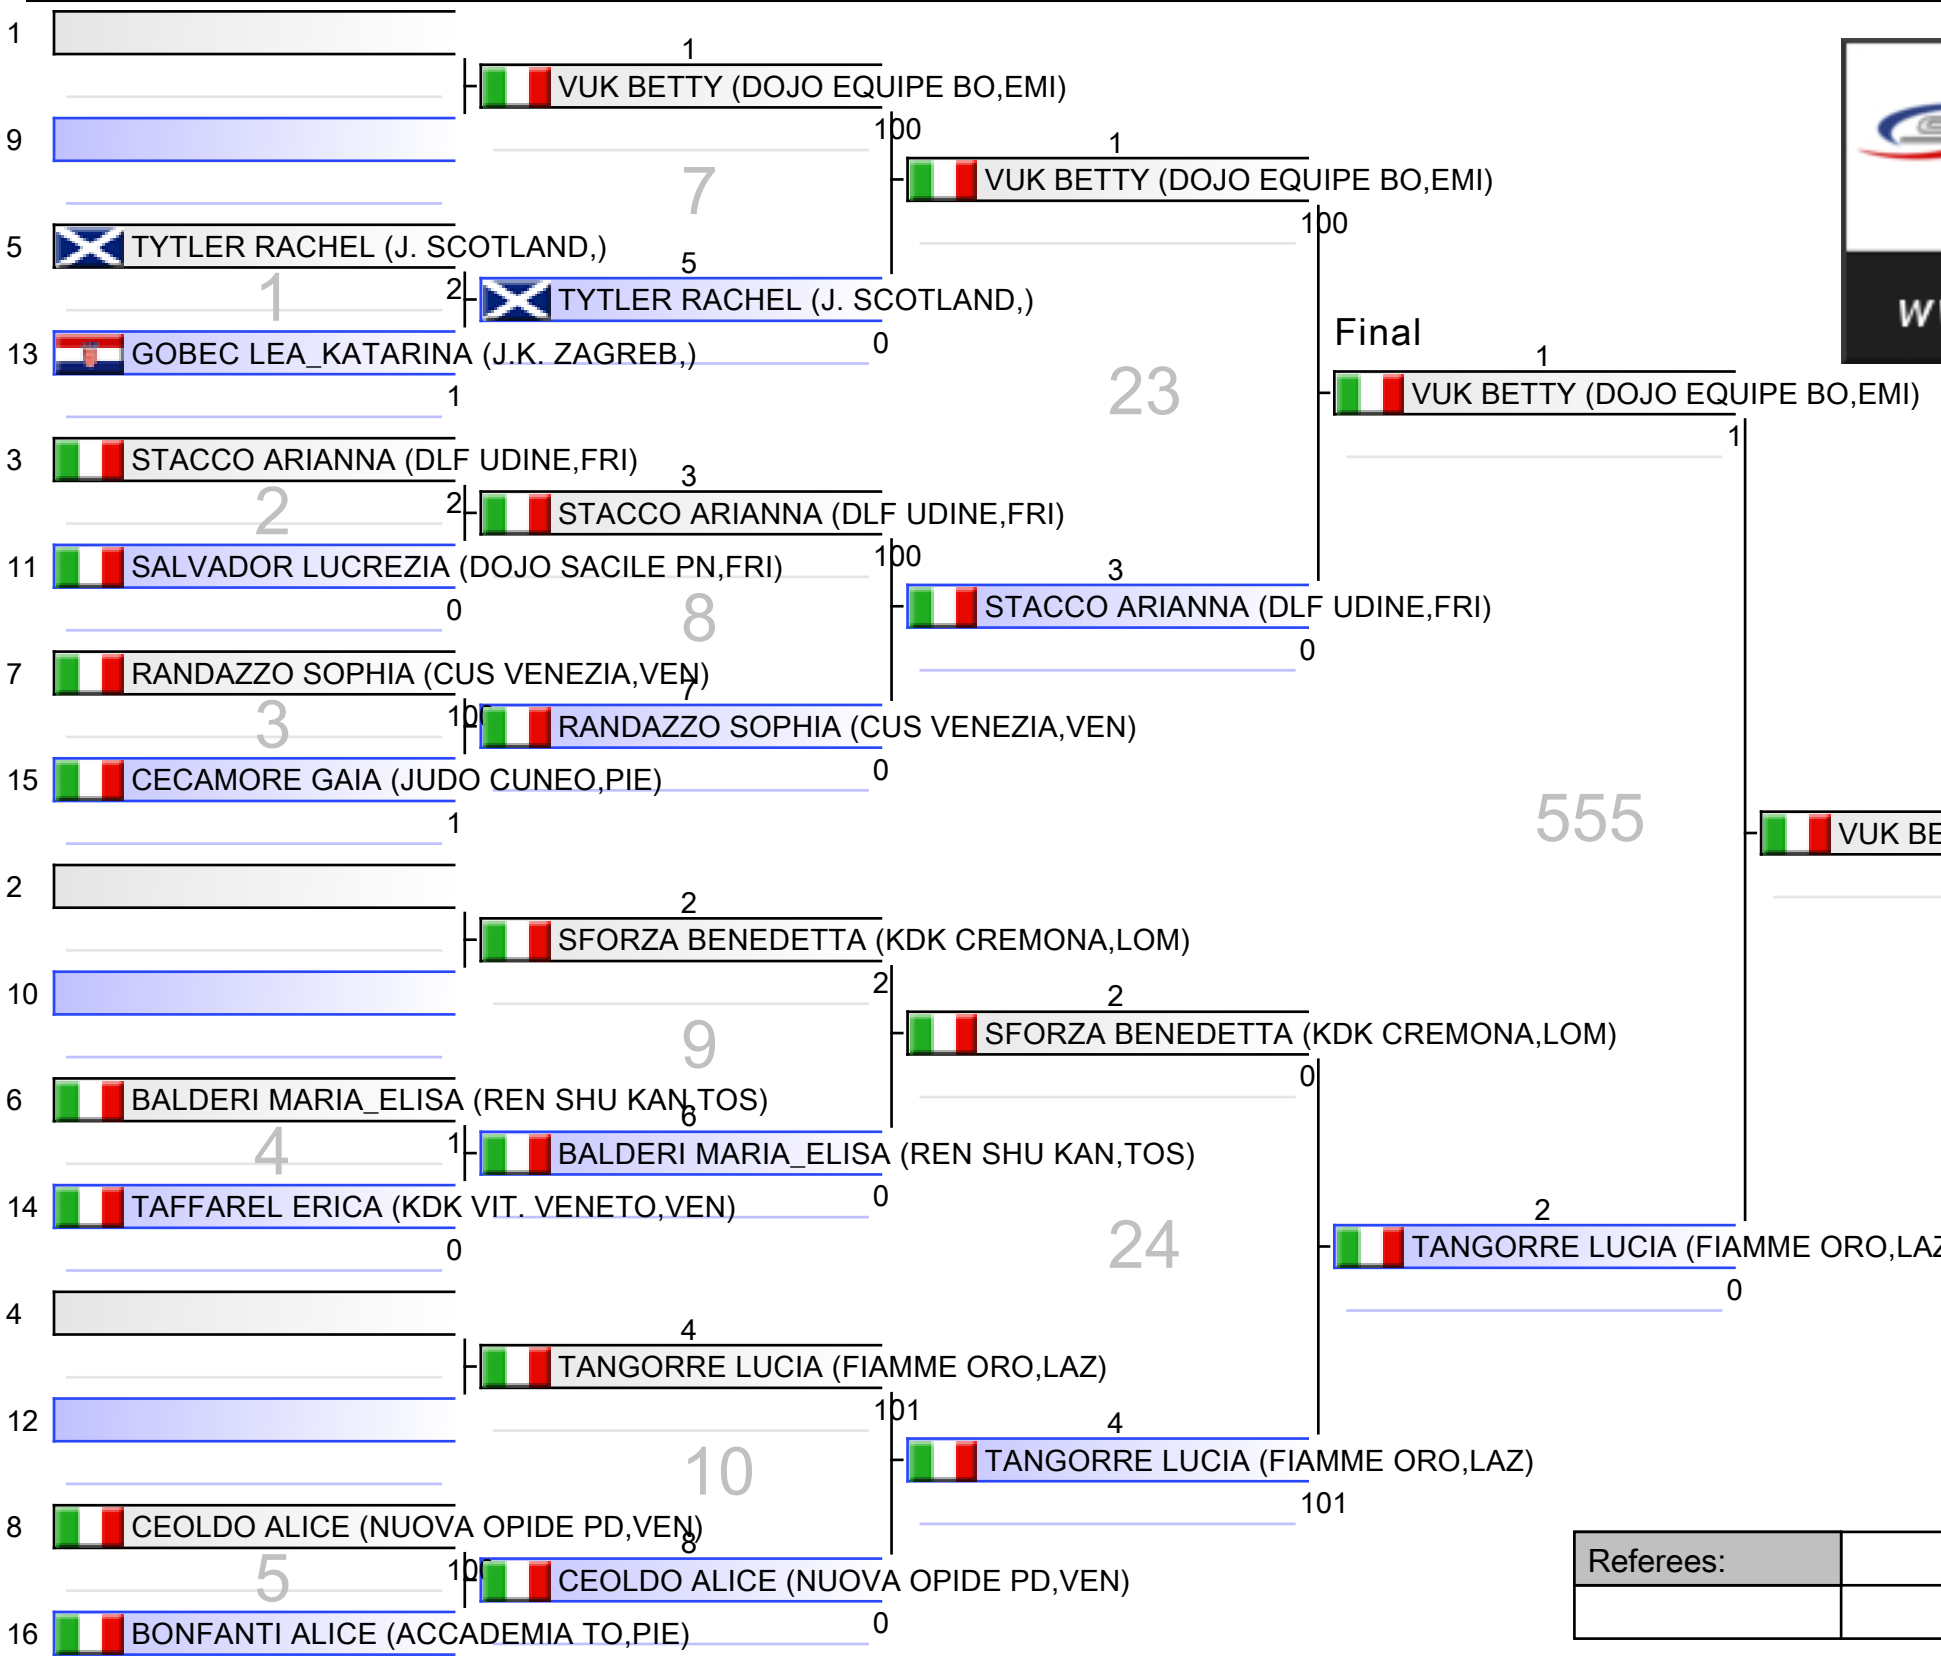 1
1
VUK BETTY (DOJO EQUIPE BO,EMI)
9
100
1
7
VUK BETTY (DOJO EQUIPE BO,EMI)
100
5
TYTLER RACHEL (J. SCOTLAND,)
5
1
2
TYTLER RACHEL (J. SCOTLAND,)
0
13
GOBEC LEA_KATARINA (J.K. ZAGREB,)
1
23
Final
1
VUK BETTY (DOJO EQUIPE BO,EMI)
1
3
STACCO ARIANNA (DLF UDINE,FRI)
3
2
2
STACCO ARIANNA (DLF UDINE,FRI)
100
11
SALVADOR LUCREZIA (DOJO SACILE PN,FRI)
0
8
3
STACCO ARIANNA (DLF UDINE,FRI)
0
7
RANDAZZO SOPHIA (CUS VENEZIA,VEN)
7
3
RANDAZZO SOPHIA (CUS VENEZIA,VEN)
0
15
CECAMORE GAIA (JUDO CUNEO,PIE)
1
555
VUK
2
2
SFORZA BENEDETTA (KDK CREMONA,LOM)
2
10
9
2
SFORZA BENEDETTA (KDK CREMONA,LOM)
0
6
BALDERI MARIA_ELISA (REN SHU KAN,TOS)
6
4
1
BALDERI MARIA_ELISA (REN SHU KAN,TOS)
0
14
TAFFAREL ERICA (KDK VIT. VENETO,VEN)
0
24
2
TANGORRE LUCIA (FIAMME ORO,LAZ
0
4
4
TANGORRE LUCIA (FIAMME ORO,LAZ)
101
12
10
4
TANGORRE LUCIA (FIAMME ORO,LAZ)
101
8
CEOLDO ALICE (NUOVA OPIDE PD,VEN)
8
5
CEOLDO ALICE (NUOVA OPIDE PD,VEN)
0
16
BONFANTI ALICE (ACCADEMIA TO,PIE)
Referees: